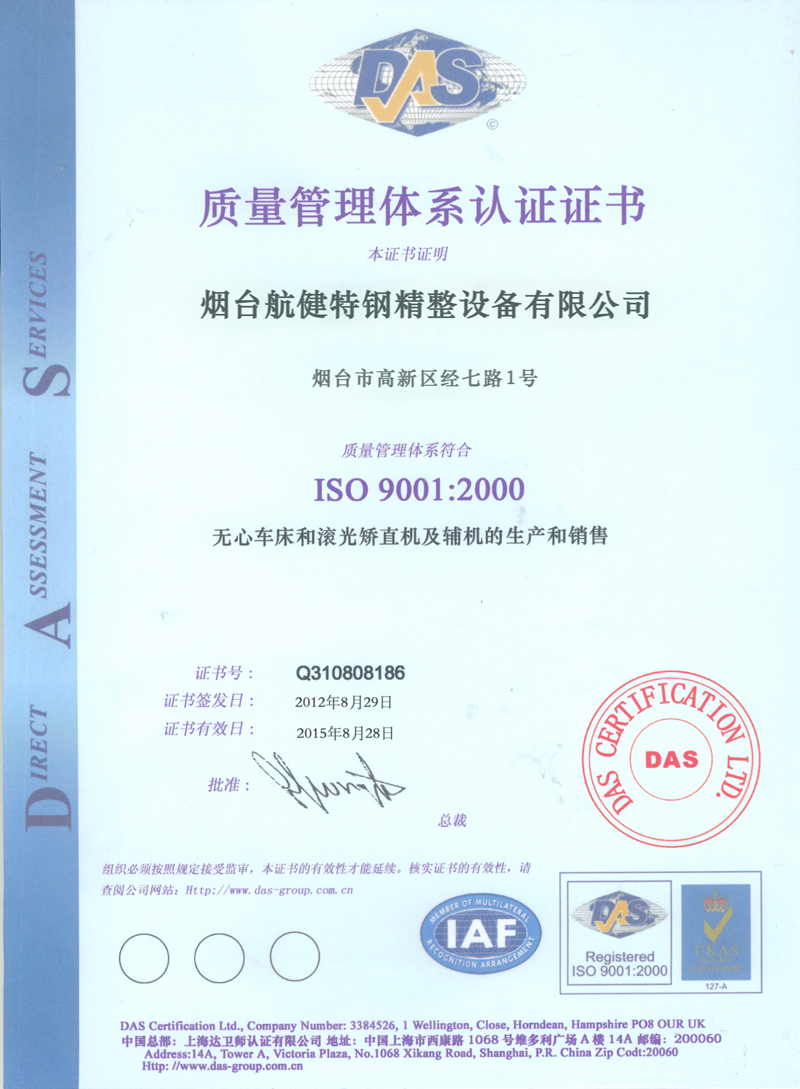 DAS
©
质量管理体系认证证书
本证书证明
烟台航健特钢精整设备有限公司
烟台市高新区经七路1号
质量管理体系符合
ISO 9001:2000
无心车床和滚光矫直机及辅机的生产和销售
证书号： Q310808186
证书签发日： 2012年8月29日
证书有效日： 2015年8月28日
批准：
总裁
DAS CERTIFICATION LTD.
DAS
组织必须按照规定接受监审，本证书的有效性才能延续。核实证书的有效性，请
查阅公司网站：Http://www.das-group.com.cn
MEMBER OF MULTILATERAL
IAF
RECOGNITION ARRANGEMENT
DAS
Registered
ISO 9001:2000
UKAS
QUALITY
MANAGEMENT
127-A
DIRECT ASSESSMENT SERVICES
DAS Certification Ltd., Company Number: 3384526, 1 Wellington, Close, Horndean, Hampshire PO8 OUR UK
中国总部：上海达卫师认证有限公司 地址：中国上海市西康路 1068 号维多利广场 A 楼 14A 邮编：200060
Address:14A, Tower A, Victoria Plaza, No.1068 Xikang Road, Shanghai, P.R. China Zip Codt:20060
Http: //www.das-group.com.cn